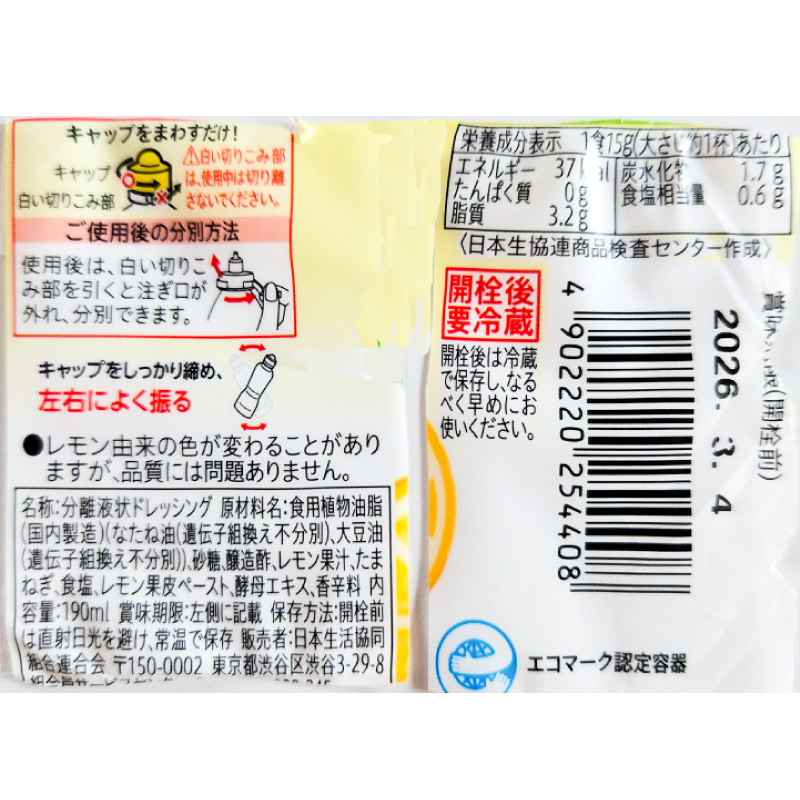 キャップをまわすだけ!
キャップ
白い切りこみ部
⚠白い切りこみ部
は、使用中は切り離
さないでください。
ご使用後の分別方法
使用後は、白い切りこ
み部を引くと注ぎ口が
外れ、分別できます。
キャップをしっかり締め、
左右によく振る
●レモン由来の色が変わることがあり
ますが、品質には問題ありません。
名称:分離液状ドレッシング 原材料名:食用植物油脂
(国内製造)(なたね油(遺伝子組換え不分別)、大豆油
(遺伝子組換え不分別))、砂糖、醸造酢、レモン果汁、たま
ねぎ、食塩、レモン果皮ペースト、酵母エキス、香辛料 内
容量:190ml 賞味期限:左側に記載 保存方法:開栓前
は直射日光を避け、常温で保存 販売者:日本生活協同
組合連合会 〒150-0002 東京都渋谷区渋谷3-29-8
栄養成分表示 1食15g(大さじ約1杯)あたり
エネルギー 37kcal
たんぱく質 0g
脂質 3.2g
炭水化物 1.7g
食塩相当量 0.6g
〈日本生協連商品検査センター作成〉
開栓後
要冷蔵
開栓後は冷蔵
で保存し、なる
べく早めにお
使いください。
4 902220 254408
賞味期限(開栓前)
2026. 3. 4
エコマーク認定容器